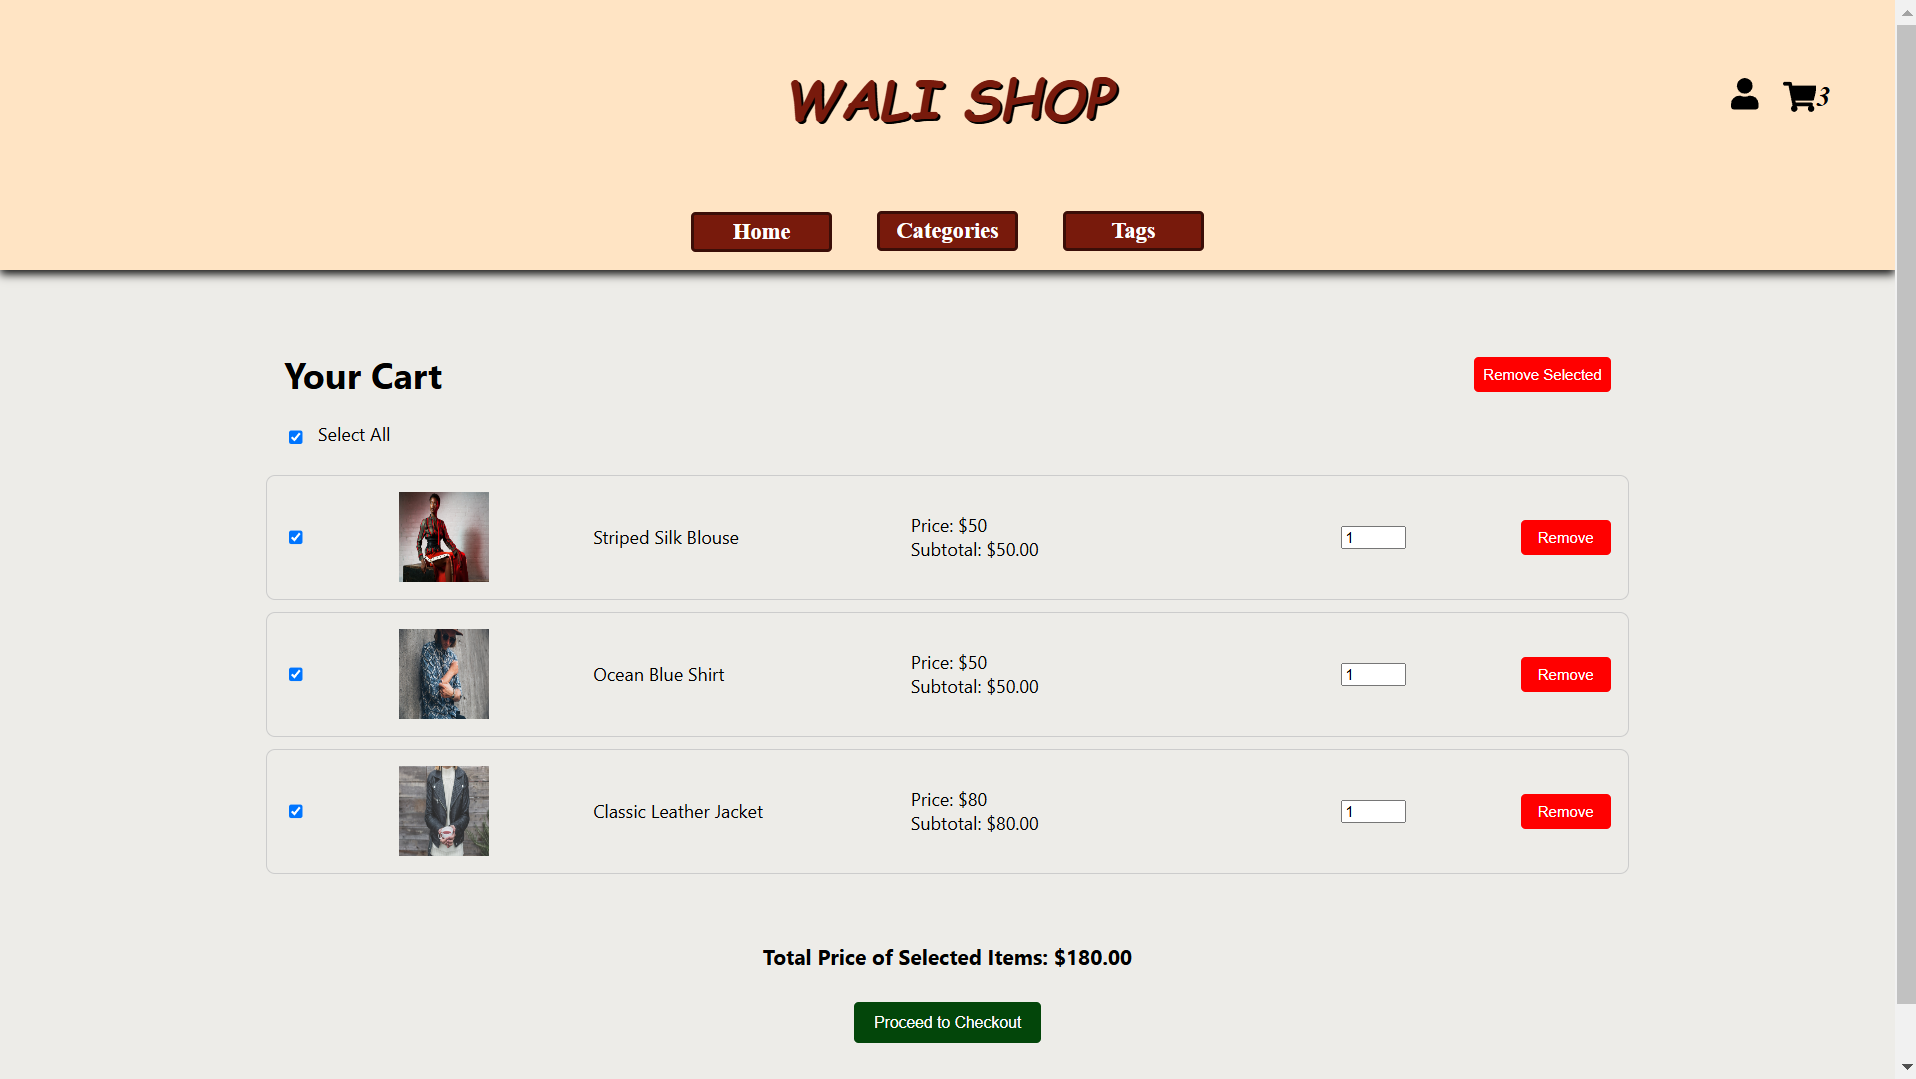 WALI SHOP
3
Home
Categories
Tags
Your Cart
Remove Selected
Select All
Striped Silk Blouse
Price: $50
Subtotal: $50.00
1
Remove
Ocean Blue Shirt
Price: $50
Subtotal: $50.00
1
Remove
Classic Leather Jacket
Price: $80
Subtotal: $80.00
1
Remove
Total Price of Selected Items: $180.00
Proceed to Checkout